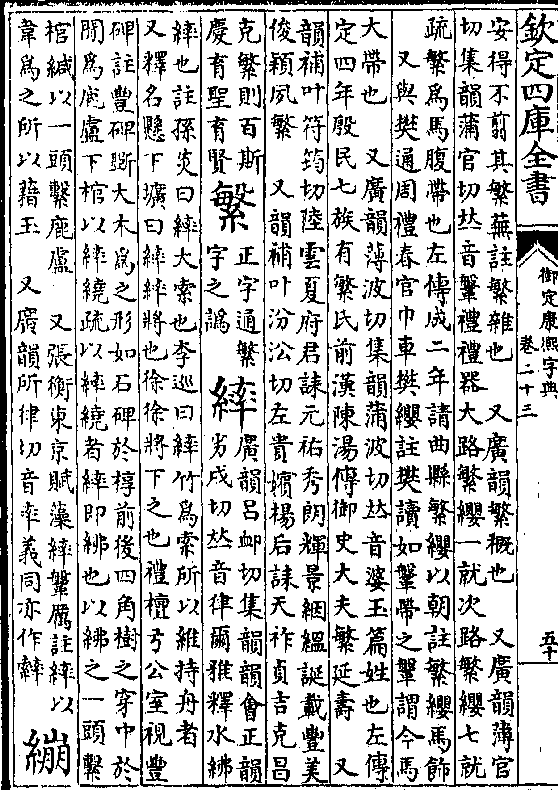 欽定四庫全書
御定康熙字典
卷二十三
五十
安得不翦其繁蕪註繁雜也 又廣韻繁概也 又廣韻薄官
切集韻蒲官切𠀤音鞶禮禮器大路繁纓一就次路繁纓七就
疏繁爲馬腹帶也左傳成二年請曲縣繁纓以朝註繁纓馬飾
又與樊通周禮春官巾車樊纓註樊讀如鞶帶之鞶謂今馬
大帶也 又廣韻薄波切集韻蒲波切𠀤音婆玉篇姓也左傳
定四年殷民七族有繁氏前漢陳湯傳御史大夫繁延壽 又
韻補叶符筠切陸雲夏府君誄元祐秀朗輝景絪縕誕載豐美
俊穎夙繁 又韻補叶汾沿切左貴嬪楊后誄天祚貞吉克昌
克繁則百斯
慶育聖育賢
繁
正字通繁
字之譌
繂
廣韻呂卹切集韻韻會正韻
劣戌切𠀤音律爾雅釋水紼
繂也註孫炎曰繂大索也李巡曰繂竹爲索所以維持舟者
又釋名懸下壙曰繂繂將也徐徐將下之也禮檀弓公室視豐
碑註豐碑斲大木爲之形如石碑於椁前後四角樹之穿中於
間爲鹿盧下棺以繂繞疏以繂繞者繂卽紼也以紼之一頭繫
棺緘以一頭繫鹿盧 又張衡東京賦藻繂鞶厲註繂以
韋爲之所以藉玉 又廣韻所律切音率義同亦作䌨
繃